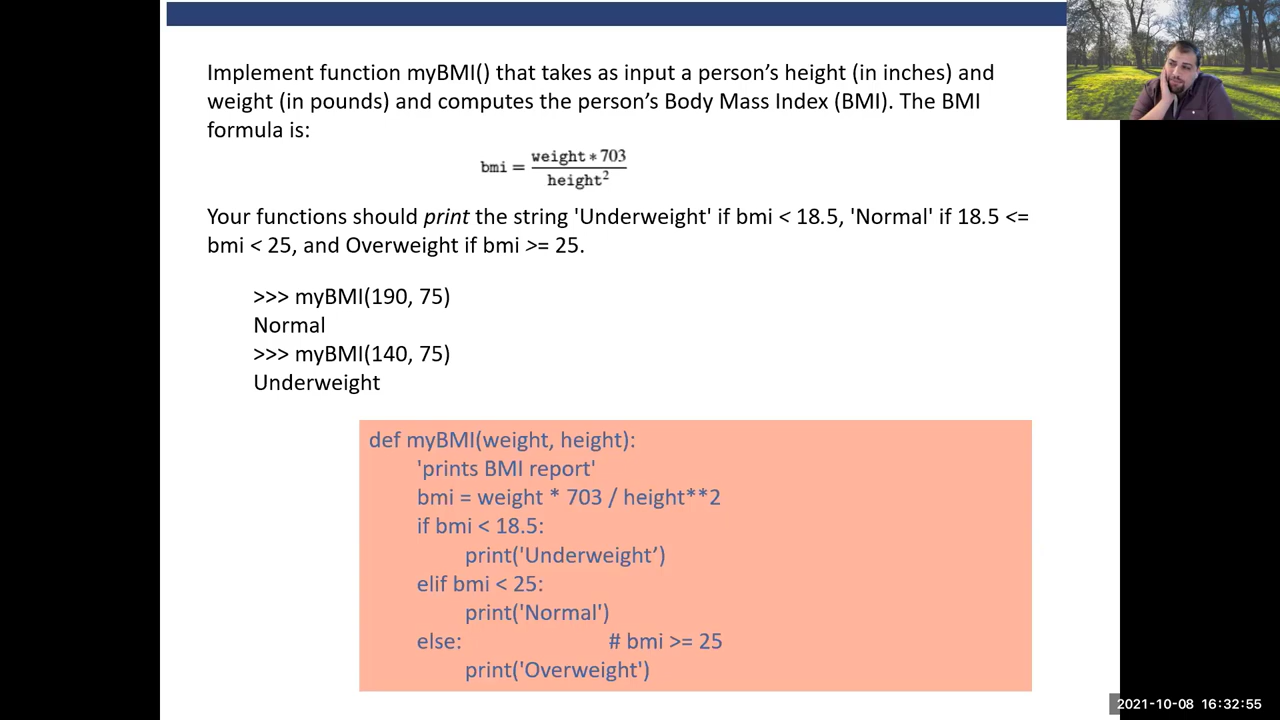 Implement function myBMI() that takes as input a person’s height (in inches) and
weight (in pounds) and computes the person’s Body Mass Index (BMI). The BMI
formula is:
bmi = weight * 703 / height²
Your functions should print the string 'Underweight' if bmi < 18.5, 'Normal' if 18.5 <=
bmi < 25, and Overweight if bmi >= 25.
>>> myBMI(190, 75)
Normal
>>> myBMI(140, 75)
Underweight
def myBMI(weight, height):
'prints BMI report'
bmi = weight * 703 / height**2
if bmi < 18.5:
print('Underweight’)
elif bmi < 25:
print('Normal')
else: # bmi >= 25
print('Overweight')
2021-10-08 16:32:55